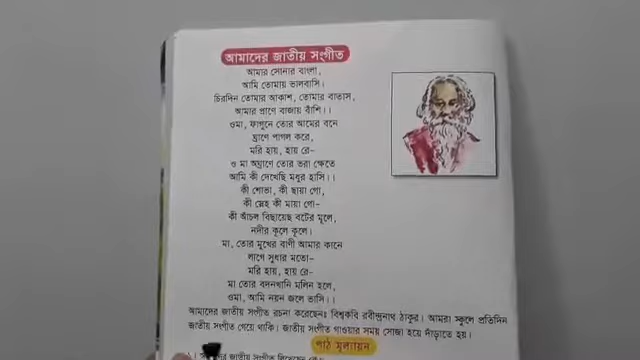 আমাদের জাতীয় সংগীত
আমার সোনার বাংলা,
আমি তোমায় ভালবাসি।
চিরদিন তোমার আকাশ, তোমার বাতাস,
আমার প্রাণে বাজায় বাঁশি।।
ওমা, ফাগুনে তোর আমের বনে
ঘ্রাণে পাগল করে,
মরি হায়, হায় রে–
ও মা অঘ্রাণে তোর ভরা ক্ষেতে
আমি কী দেখেছি মধুর হাসি।।
কী শোভা, কী ছায়া গো,
কী স্নেহ কী মায়া গো–
কী আঁচল বিছায়েছ বটের মূলে,
নদীর কূলে কূলে।
মা, তোর মুখের বাণী আমার কানে
লাগে সুধার মতো–
মরি হায়, হায় রে–
মা তোর বদনখানি মলিন হলে,
ওমা, আমি নয়ন জলে ভাসি।।
আমাদের জাতীয় সংগীত রচনা করেছেনঃ বিশ্বকবি রবীন্দ্রনাথ ঠাকুর। আমরা স্কুলে প্রতিদিন
জাতীয় সংগীত গেয়ে থাকি। জাতীয় সংগীত গাওয়ার সময় সোজা হয়ে দাঁড়াতে হয়।
পাঠ মূল্যায়ন
জাতীয় সংগীত